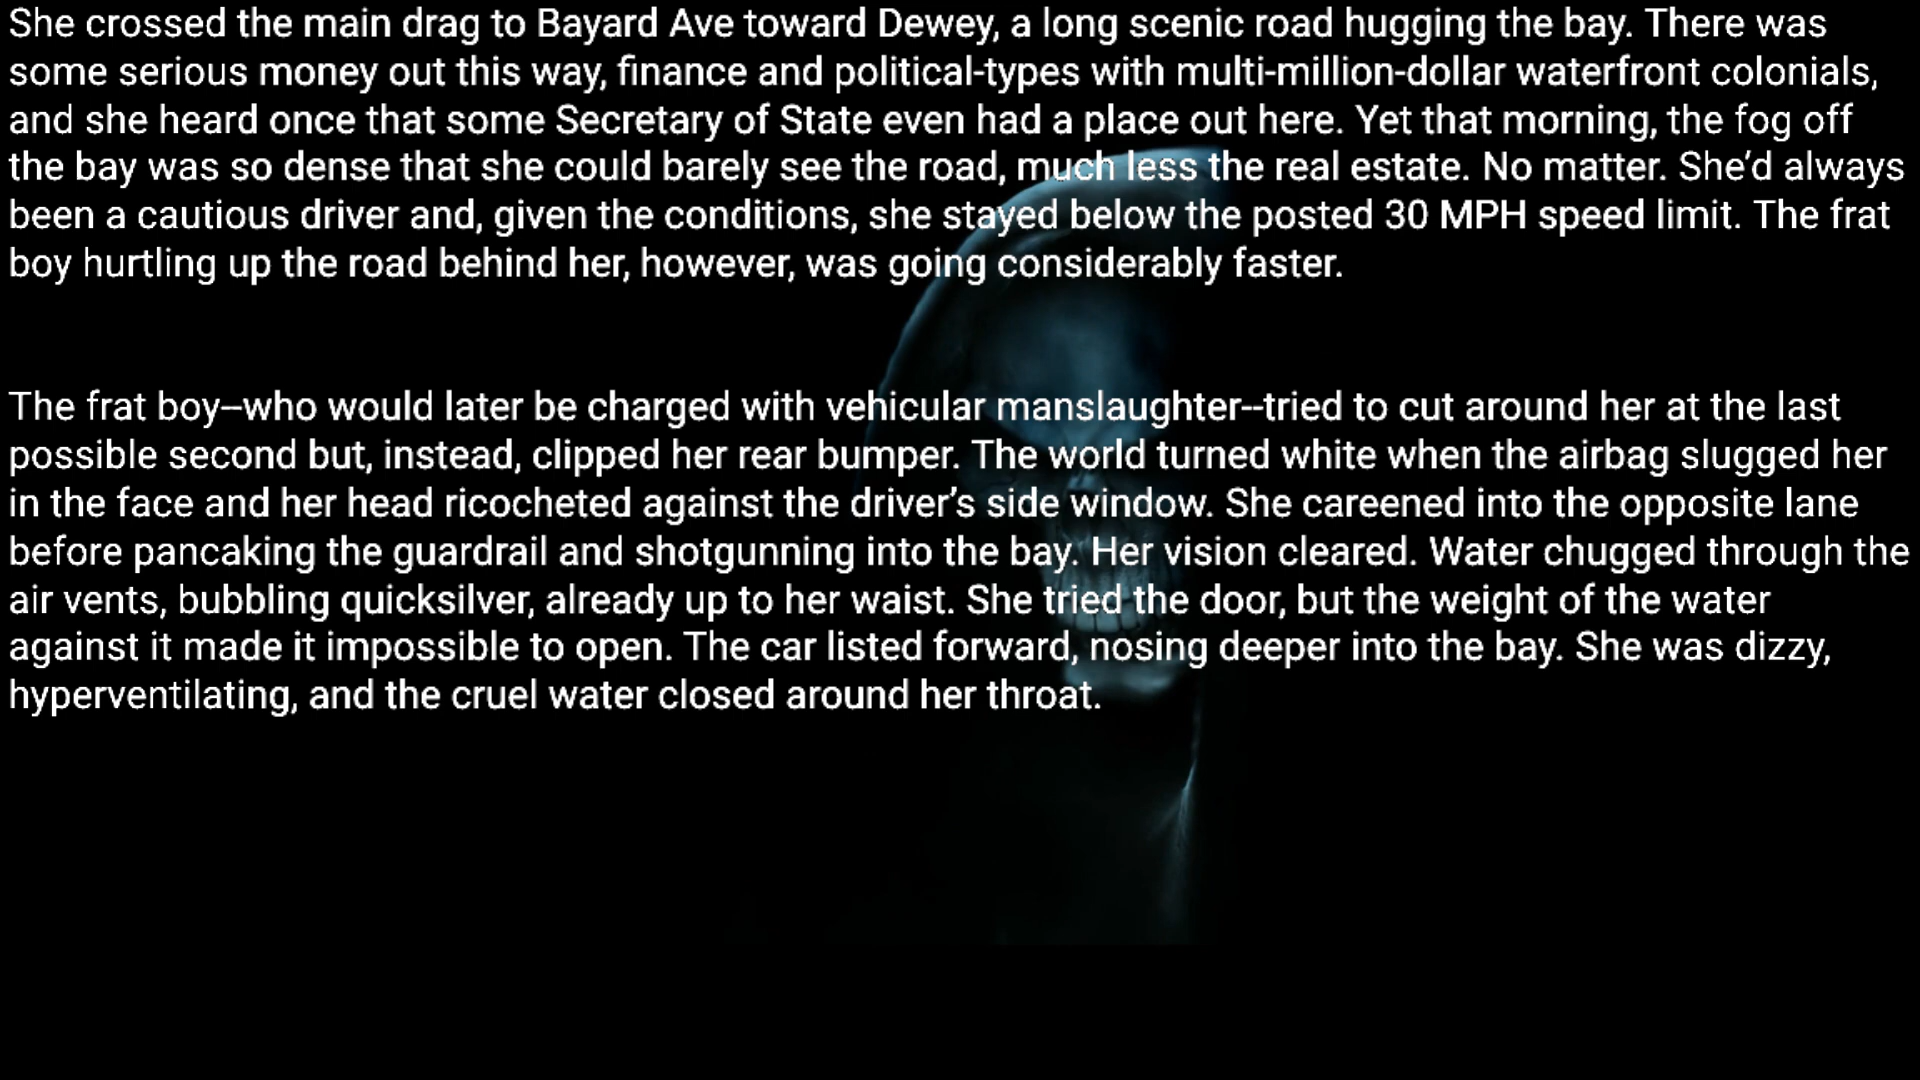 She crossed the main drag to Bayard Ave toward Dewey, a long scenic road hugging the bay. There was
some serious money out this way, finance and political-types with multi-million-dollar waterfront colonials,
and she heard once that some Secretary of State even had a place out here. Yet that morning, the fog off
the bay was so dense that she could barely see the road, much less the real estate. No matter. She’d always
been a cautious driver and, given the conditions, she stayed below the posted 30 MPH speed limit. The frat
boy hurtling up the road behind her, however, was going considerably faster.
The frat boy--who would later be charged with vehicular manslaughter--tried to cut around her at the last
possible second but, instead, clipped her rear bumper. The world turned white when the airbag slugged her
in the face and her head ricocheted against the driver’s side window. She careened into the opposite lane
before pancaking the guardrail and shotgunning into the bay. Her vision cleared. Water chugged through the
air vents, bubbling quicksilver, already up to her waist. She tried the door, but the weight of the water
against it made it impossible to open. The car listed forward, nosing deeper into the bay. She was dizzy,
hyperventilating, and the cruel water closed around her throat.